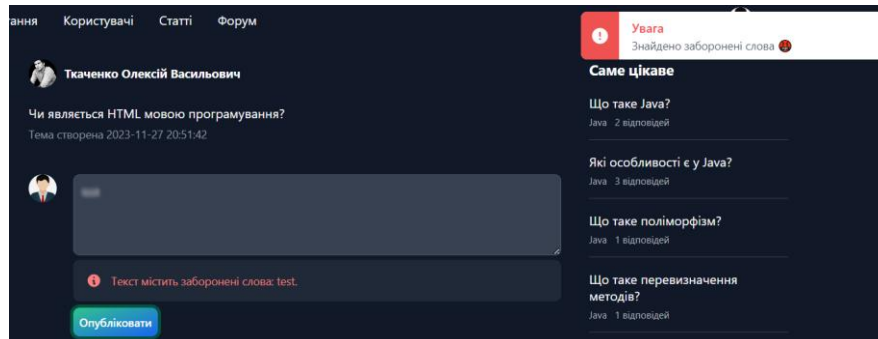 ання Користувачі Статті Форум
Увага
Знайдено заборонені слова
Ткаченко Олексій Васильович
Чи являється HTML мовою програмування?
Тема створена 2023-11-27 20:51:42
Текст містить заборонені слова: test.
Опубліковати
Саме цікаве
Що таке Java?
Java 2 відповідей
Які особливості є у Java?
Java 3 відповідей
Що таке поліморфізм?
Java 1 відповідей
Що таке перевизначення
методів?
Java 1 відповідей